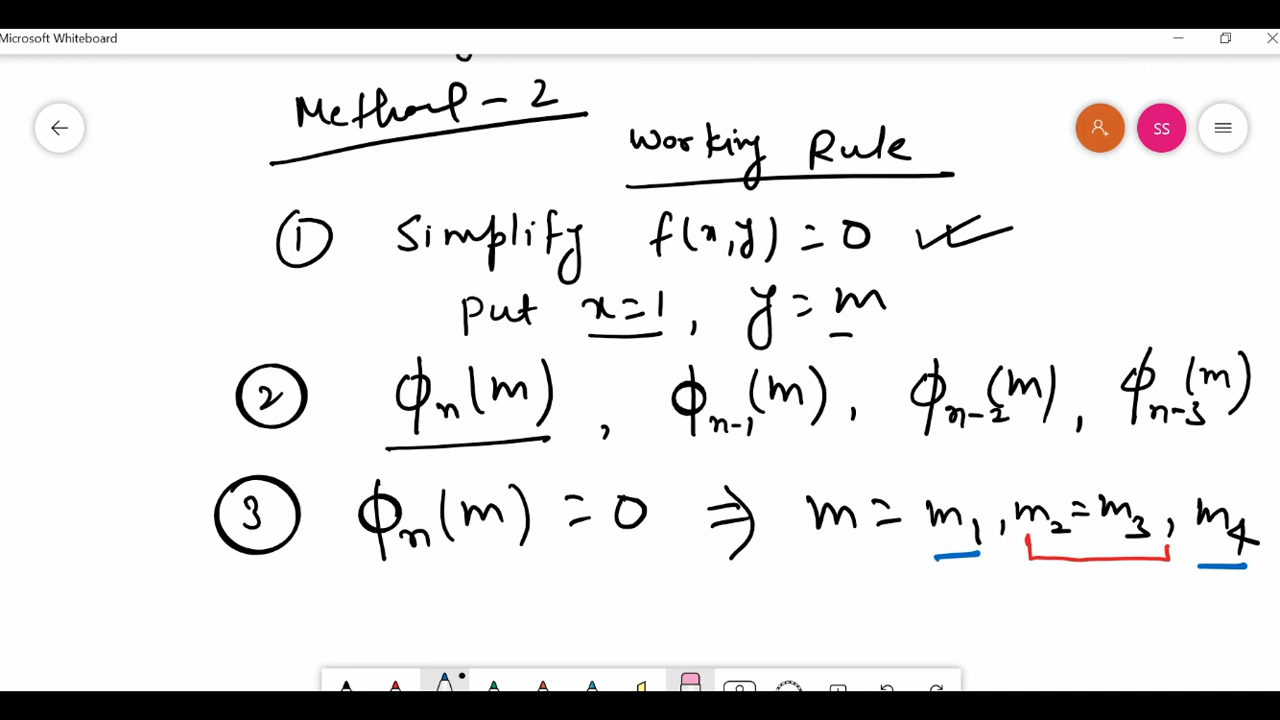 Microsoft Whiteboard
Method - 2
Working Rule
SS
① Simplify f(x,y) = 0 ✓
Put x=1, y=m
② ϕₙ(m), ϕₙ₋₁(m), ϕₙ₋₂(m), ϕₙ₋₃(m)
③ ϕₙ(m) = 0 ⇒ m = m₁, m₂=m₃, m₄